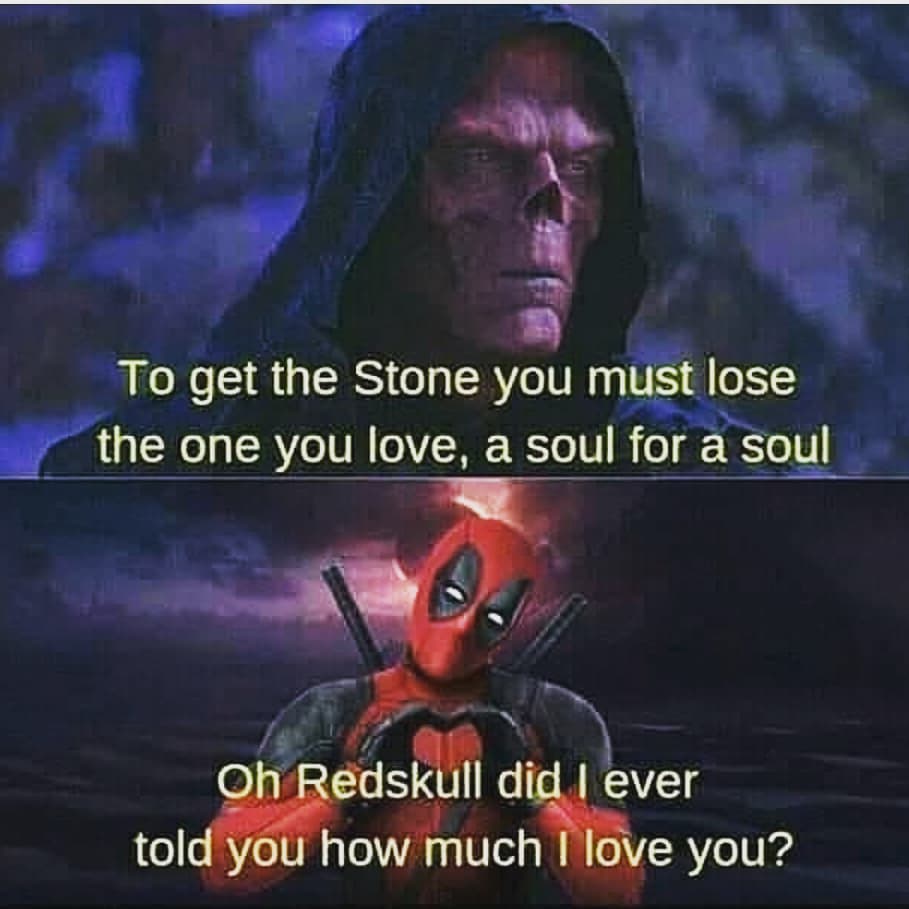 To get the Stone you must lose
the one you love, a soul for a soul
Oh Redskull did I ever
told you how much I love you?